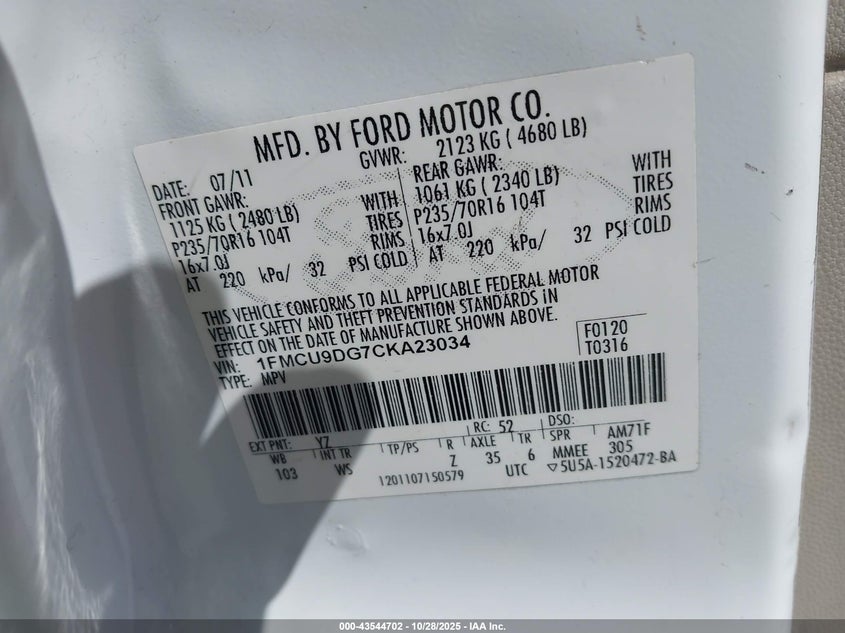 MFD. BY FORD MOTOR CO.
DATE: 07/11 GVWR: 2123 KG ( 4680 LB)
FRONT GAWR: REAR GAWR:
1125 KG ( 2480 LB) WITH 1061 KG ( 2340 LB) WITH
P235/70R16 104T TIRES P235/70R16 104T TIRES
16x7.0J RIMS 16x7.0J RIMS
AT 220 kPa/ 32 PSI COLD AT 220 kPa/ 32 PSI COLD
THIS VEHICLE CONFORMS TO ALL APPLICABLE FEDERAL MOTOR
VEHICLE SAFETY AND THEFT PREVENTION STANDARDS IN
EFFECT ON THE DATE OF MANUFACTURE SHOWN ABOVE.
VIN: 1FMCU9DG7CKA23034 F0120
TYPE: MPV T0316
EXT PNT: YZ RC: 52 DSO:
WB INT TR TP/PS R AXLE TR SPR AM71F
103 WS Z 35 6 MMEE 305
1201107150579 UTC ▽5U5A-1520472-BA
000-43544702 - 10/28/2025 - IAA Inc.